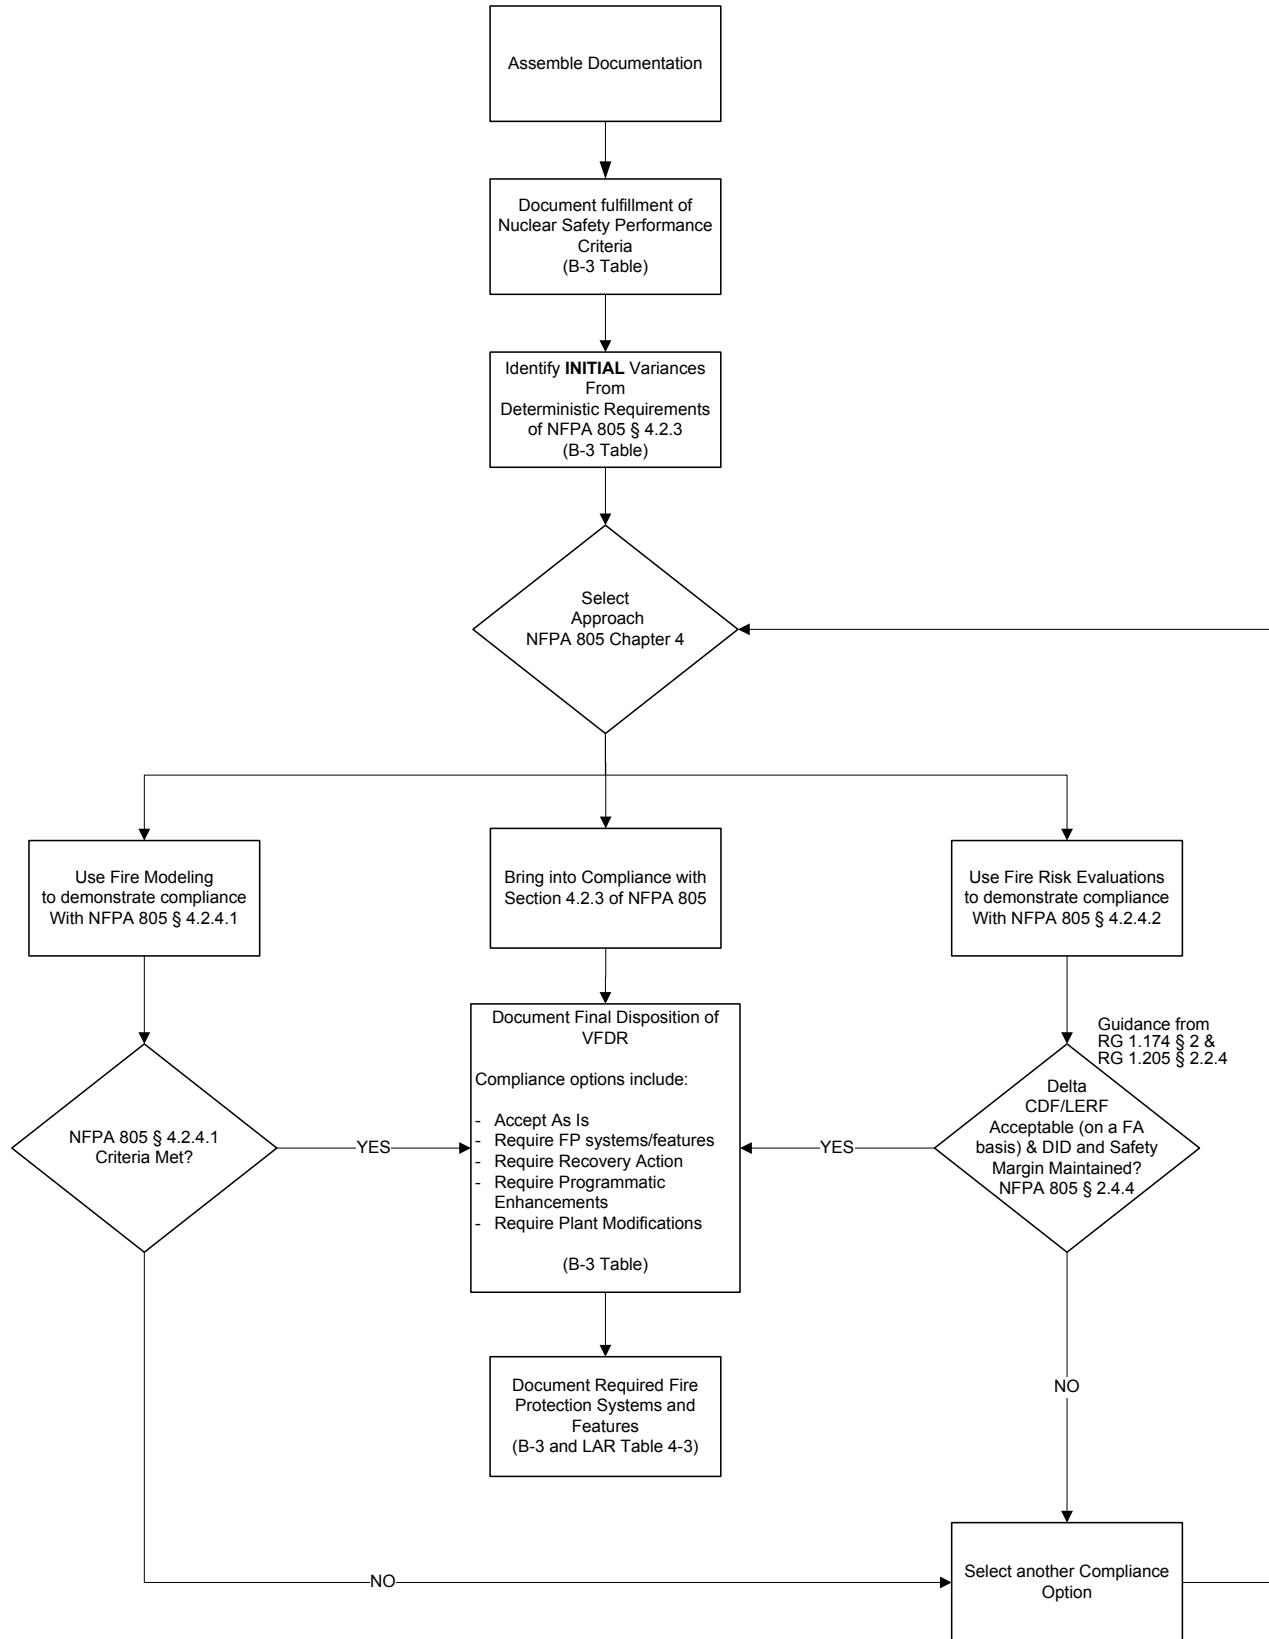 Assemble Documentation
Document fulfillment of
Nuclear Safety Performance
Criteria
(B-3 Table)
Identify INITIAL Variances
From
Deterministic Requirements
of NFPA 805 § 4.2.3
(B-3 Table)
Select
Approach
NFPA 805 Chapter 4
Use Fire Modeling
to demonstrate compliance
With NFPA 805 § 4.2.4.1
Bring into Compliance with
Section 4.2.3 of NFPA 805
Use Fire Risk Evaluations
to demonstrate compliance
With NFPA 805 § 4.2.4.2
NFPA 805 § 4.2.4.1
Criteria Met?
YES
Document Final Disposition of
VFDR
Compliance options include:
- Accept As Is
- Require FP systems/features
- Require Recovery Action
- Require Programmatic
Enhancements
- Require Plant Modifications
(B-3 Table)
YES
Guidance from
RG 1.174 § 2 &
RG 1.205 § 2.2.4
Delta
CDF/LERF
Acceptable (on a FA
basis) & DID and Safety
Margin Maintained?
NFPA 805 § 2.4.4
Document Required Fire
Protection Systems and
Features
(B-3 and LAR Table 4-3)
NO
NO
Select another Compliance
Option